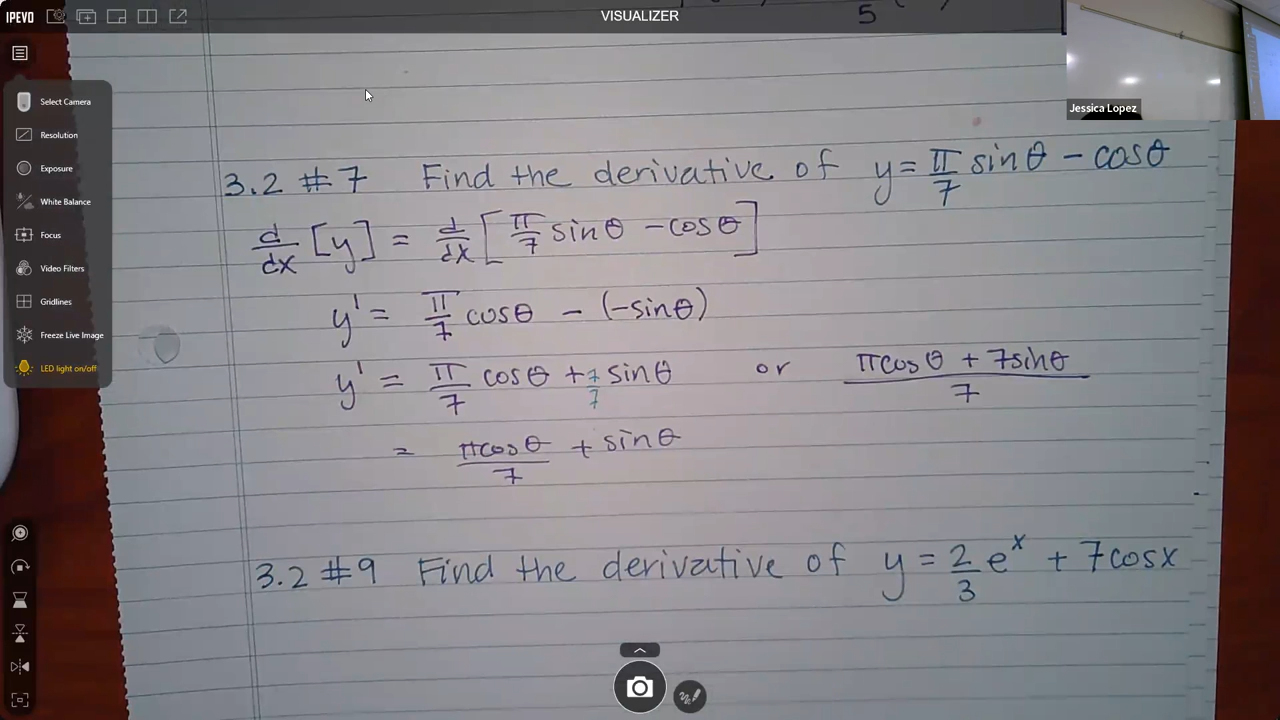 IPEVO
VISUALIZER
5
Jessica Lopez
Select Camera
Resolution
Exposure
White Balance
Focus
Video Filters
Gridlines
Freeze Live Image
LED light on/off
3.2 #7 Find the derivative of y = π/7 sinθ - cosθ
d/dx [y] = d/dx [π/7 sinθ - cosθ]
y' = π/7 cosθ - (-sinθ)
y' = π/7 cosθ + 7/7 sinθ or πcosθ + 7sinθ / 7
= πcosθ/7 + sinθ
3.2 #9 Find the derivative of y = 2/3 e^x + 7cosx